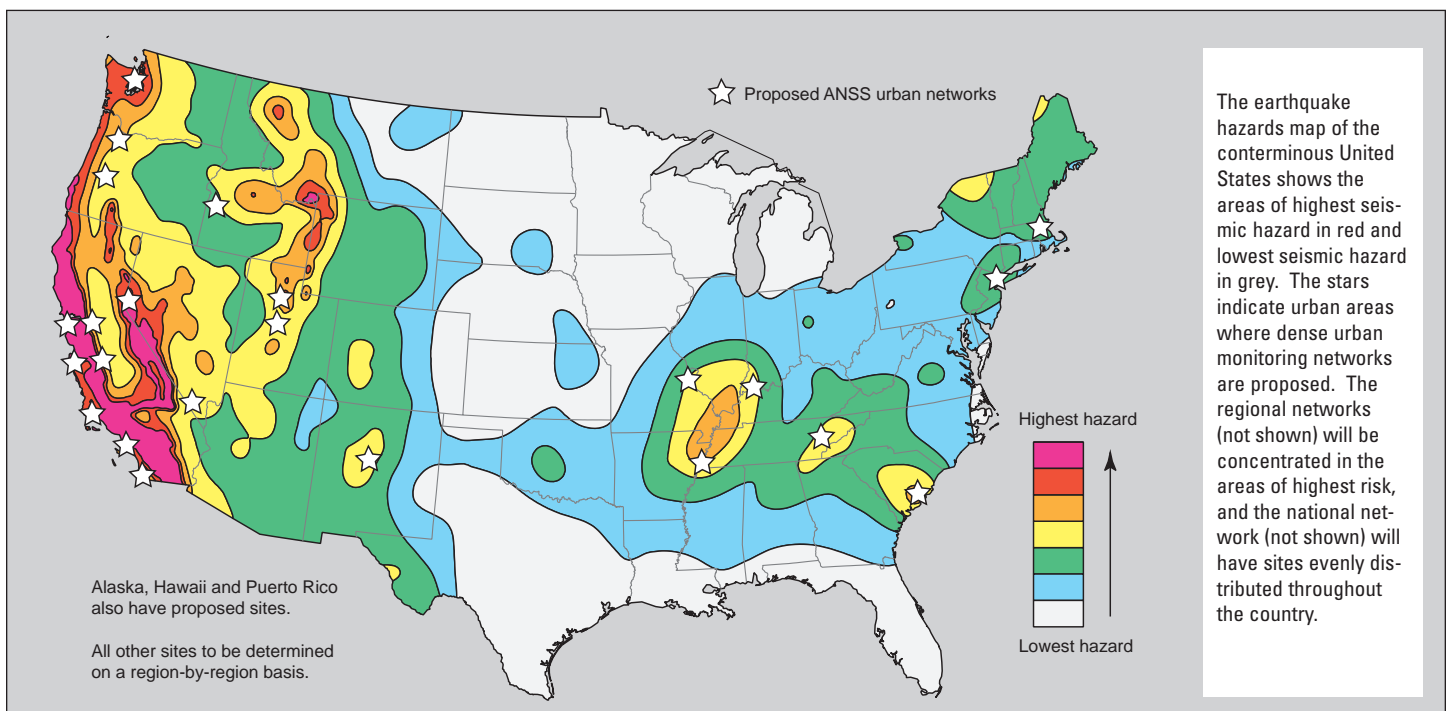 Proposed ANSS urban networks
Alaska, Hawaii and Puerto Rico
also have proposed sites.
All other sites to be determined
on a region-by-region basis.
Highest hazard
Lowest hazard
The earthquake
hazards map of the
conterminous United
States shows the
areas of highest seis-
mic hazard in red and
lowest seismic hazard
in grey. The stars
indicate urban areas
where dense urban
monitoring networks
are proposed. The
regional networks
(not shown) will be
concentrated in the
areas of highest risk,
and the national net-
work (not shown) will
have sites evenly dis-
tributed throughout
the country.